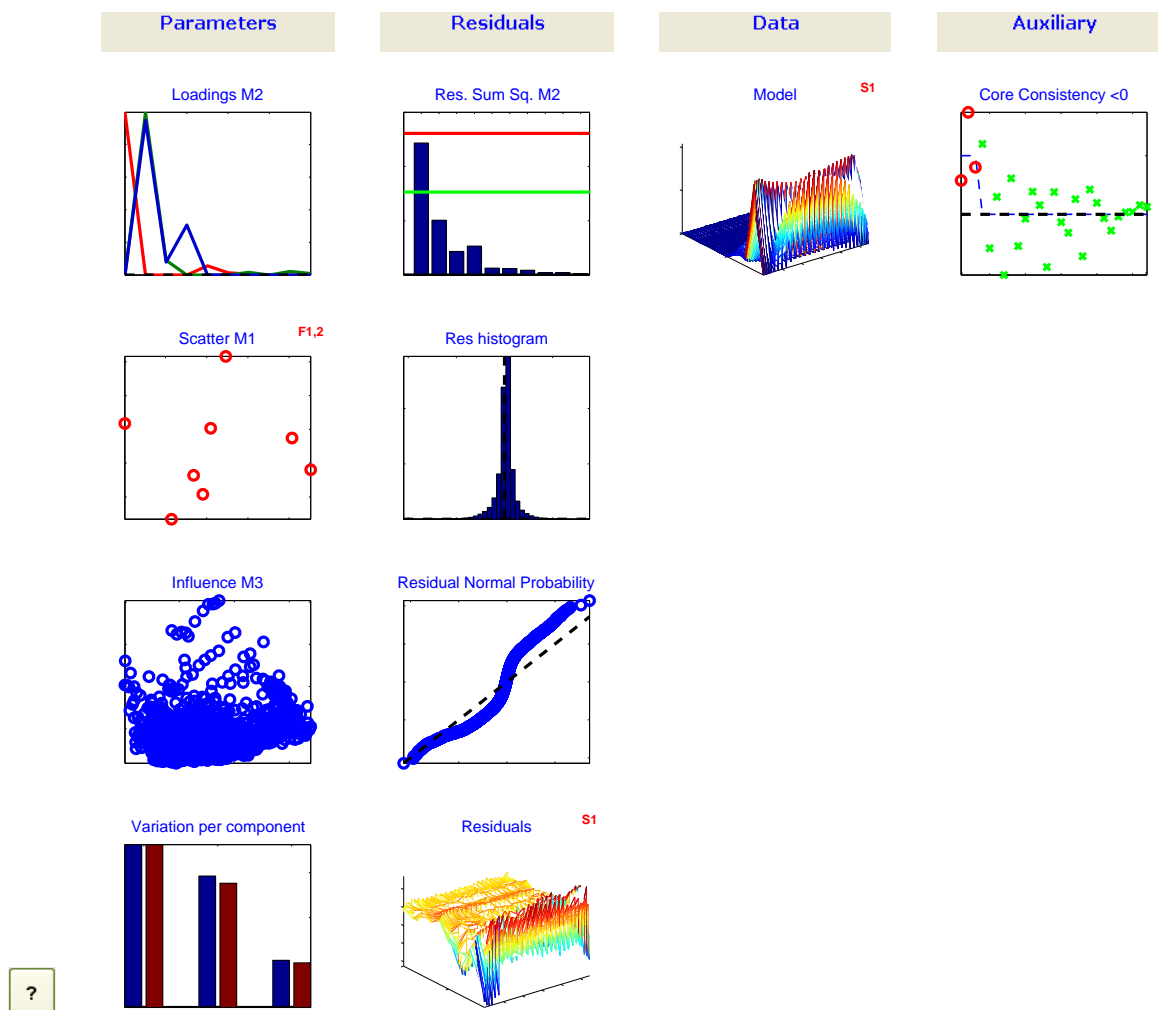 Parameters
Residuals
Data
Auxiliary
Loadings M2
Res. Sum Sq. M2
Model
S1
Core Consistency <0
Scatter M1
F1,2
Res histogram
Influence M3
Residual Normal Probability
Variation per component
Residuals
S1
?